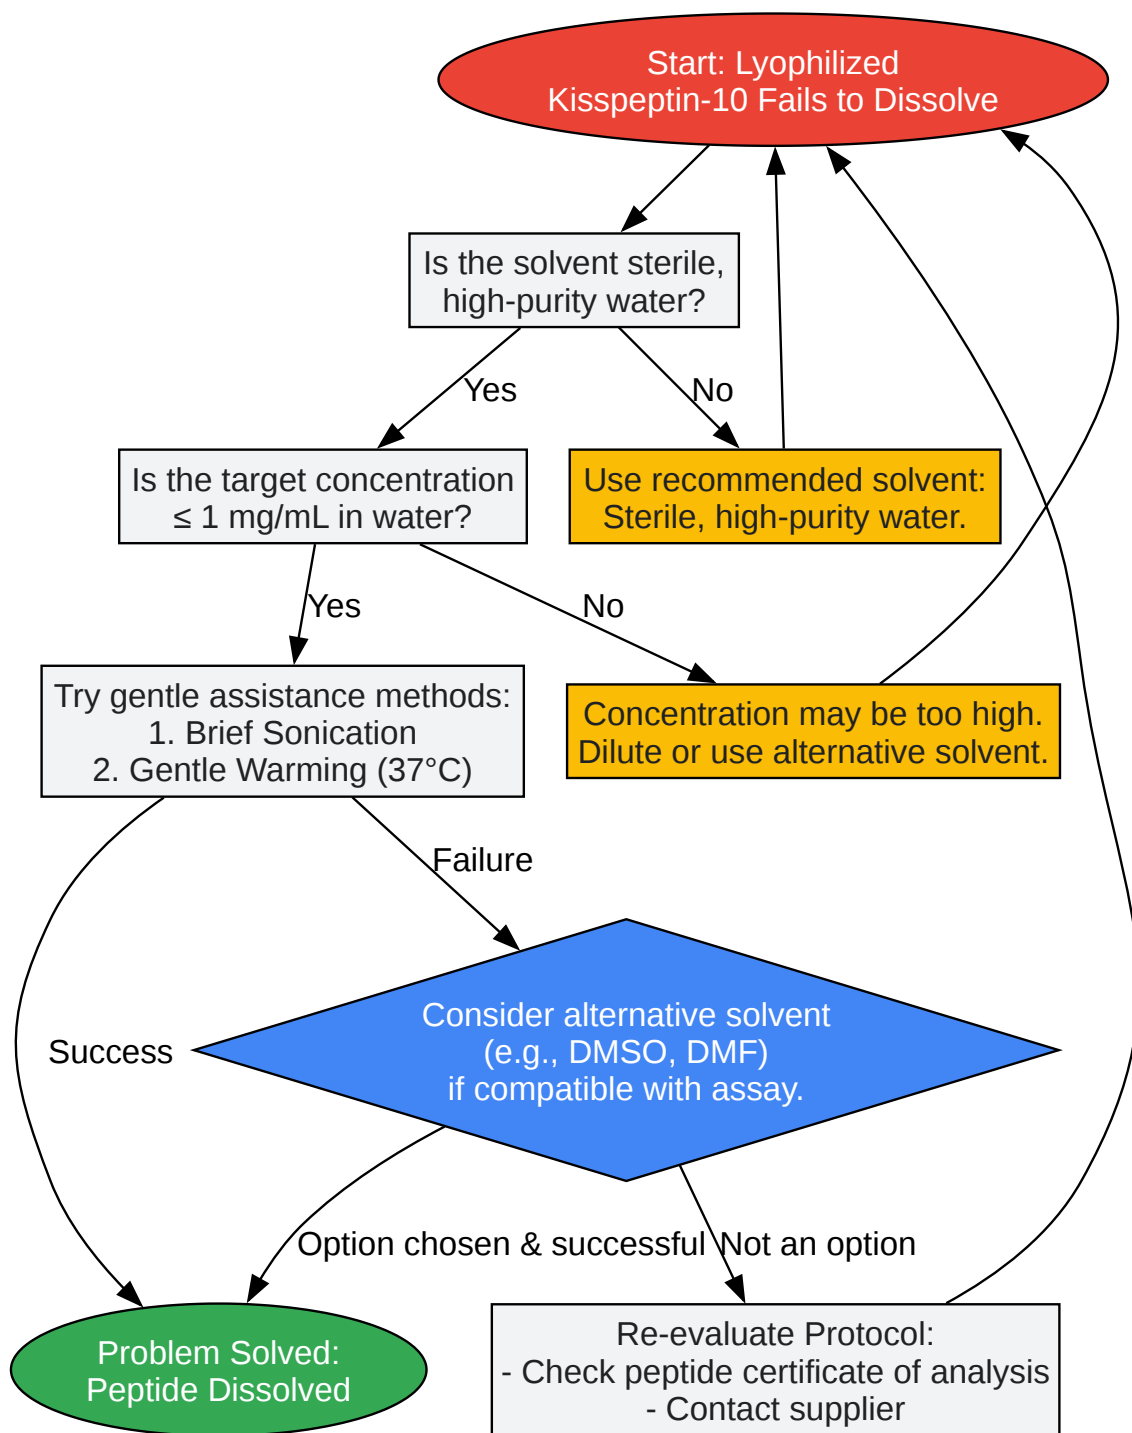 Start: Lyophilized
Kisspeptin-10 Fails to Dissolve
Is the solvent sterile,
high-purity water?
Yes
No
Is the target concentration
≤ 1 mg/mL in water?
Use recommended solvent:
Sterile, high-purity water.
Yes
No
Try gentle assistance methods:
1. Brief Sonication
2. Gentle Warming (37°C)
Concentration may be too high.
Dilute or use alternative solvent.
Failure
Consider alternative solvent
(e.g., DMSO, DMF)
if compatible with assay.
Success
Option chosen & successful
Not an option
Problem Solved:
Peptide Dissolved
Re-evaluate Protocol:
- Check peptide certificate of analysis
- Contact supplier